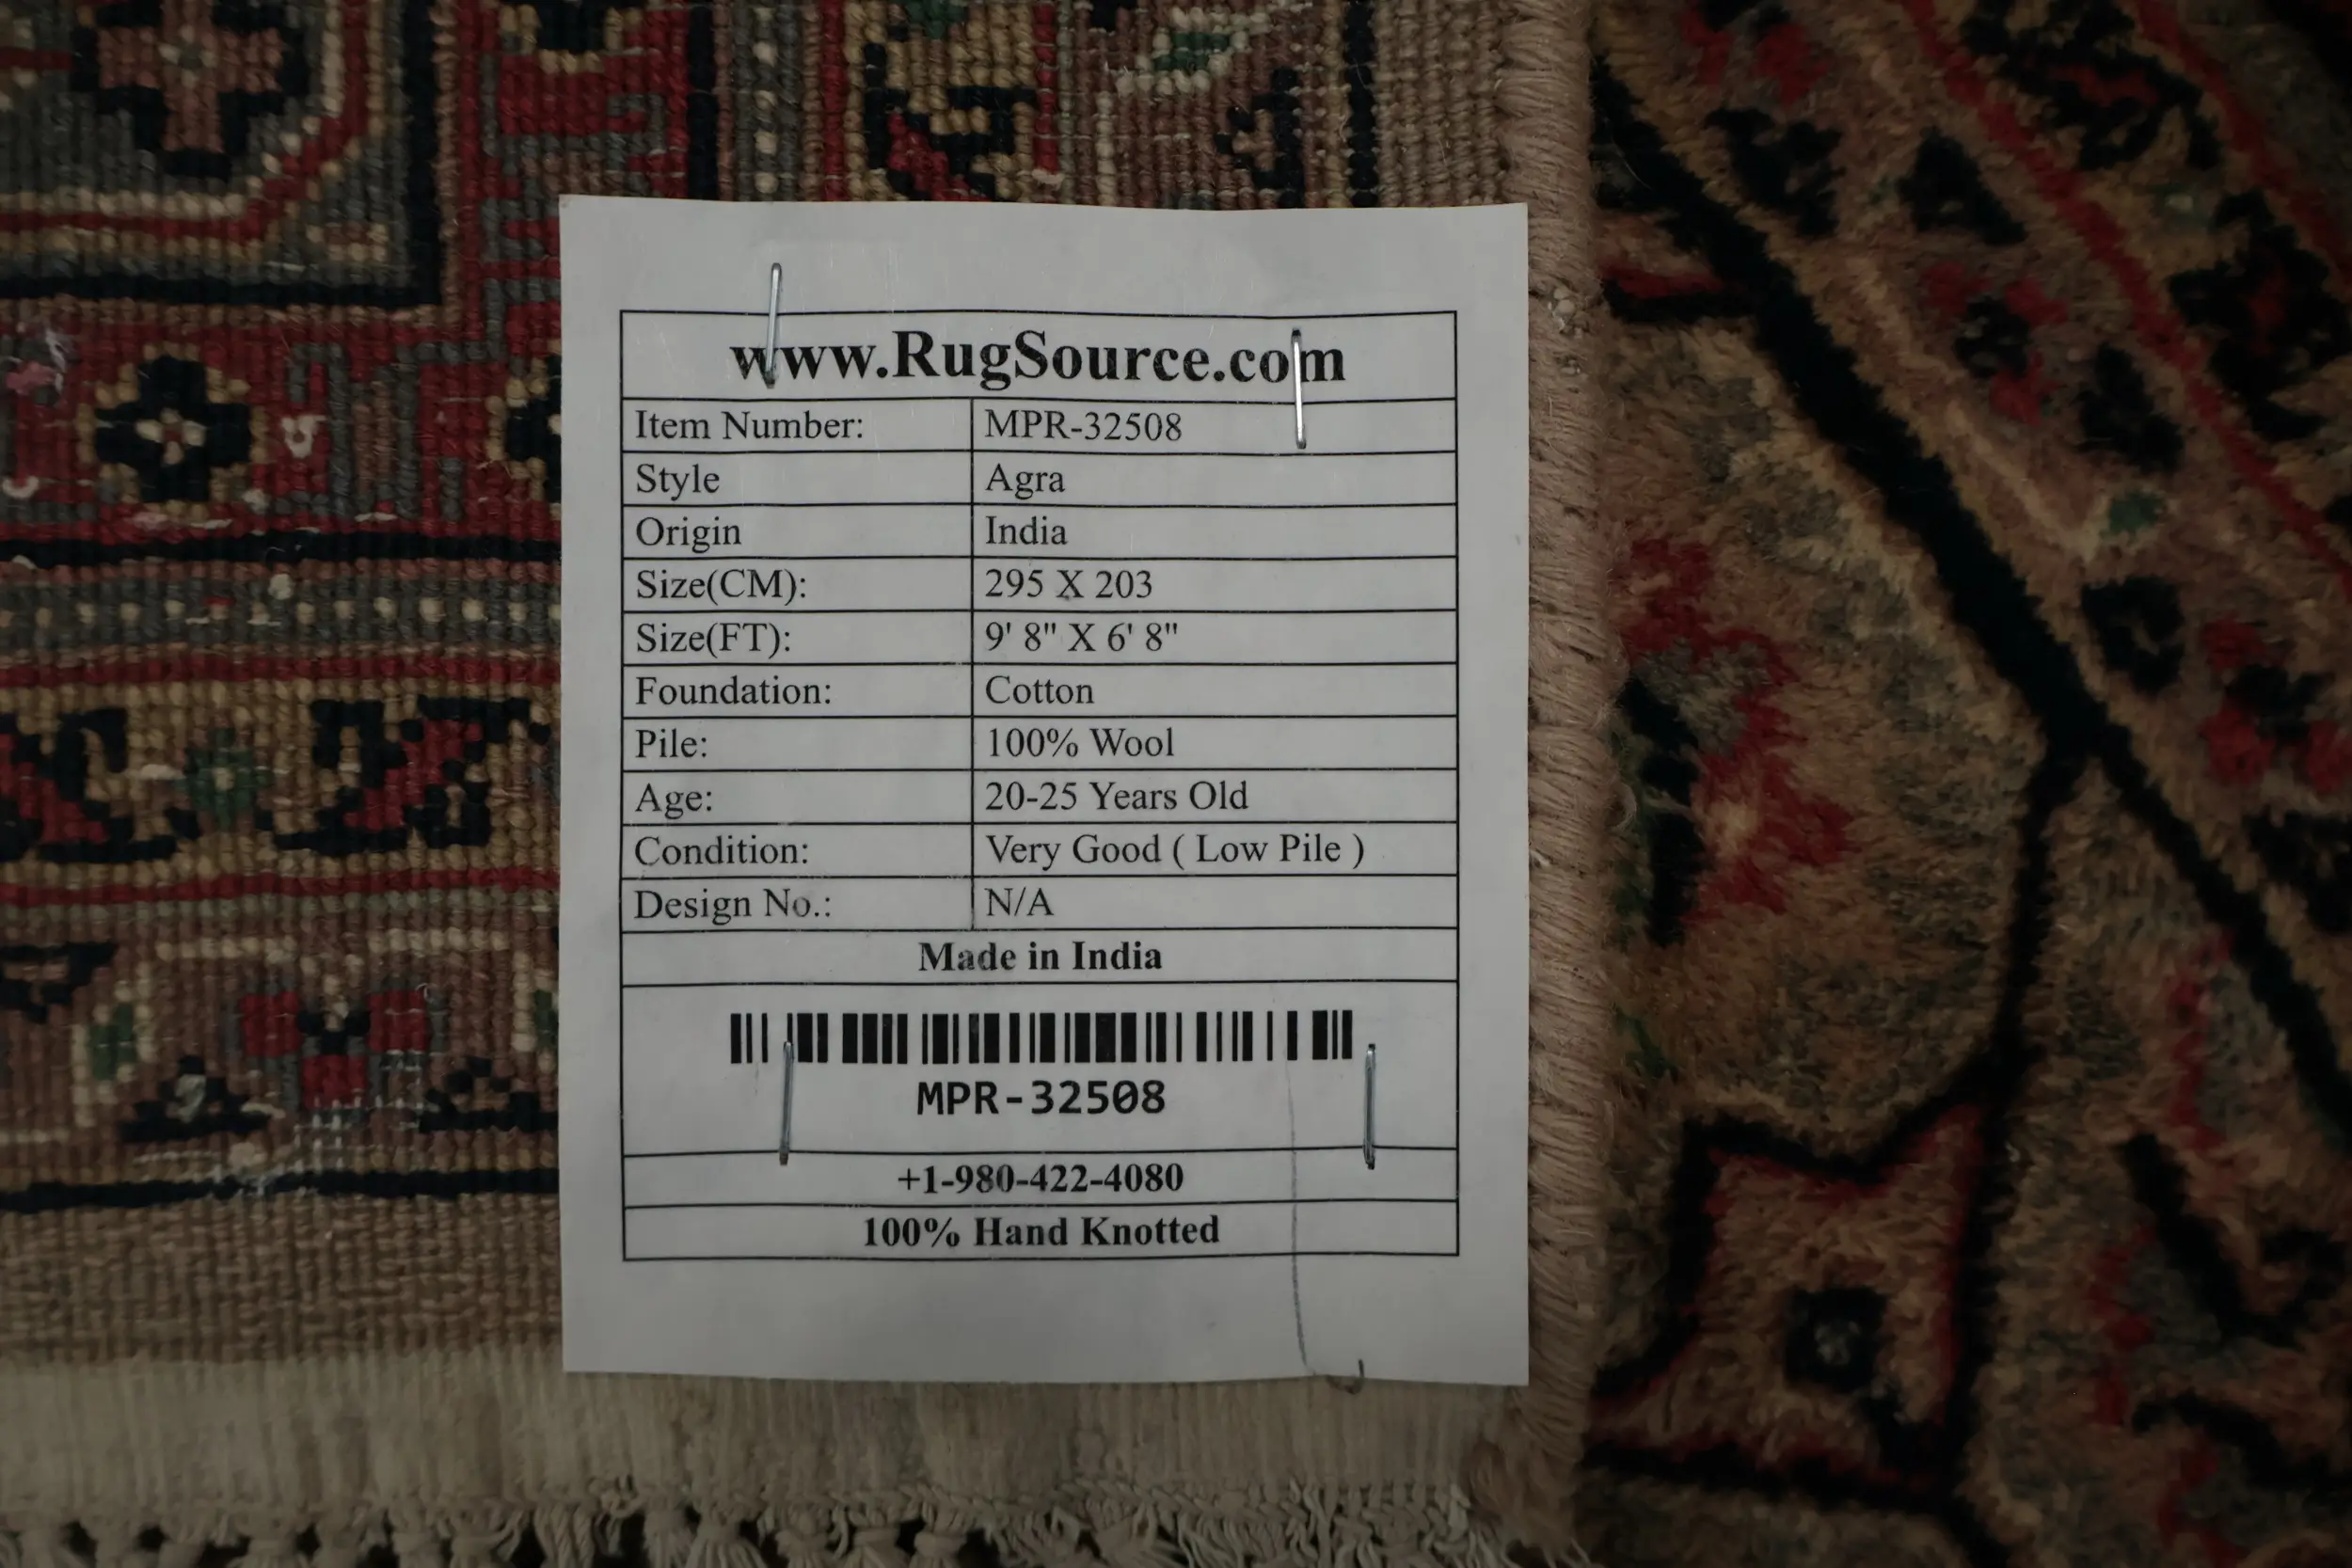 www.RugSource.com
Item Number: MPR-32508
Style Agra
Origin India
Size(CM): 295 X 203
Size(FT): 9' 8" X 6' 8"
Foundation: Cotton
Pile: 100% Wool
Age: 20-25 Years Old
Condition: Very Good ( Low Pile )
Design No.: N/A
Made in India
MPR-32508
+1-980-422-4080
100% Hand Knotted